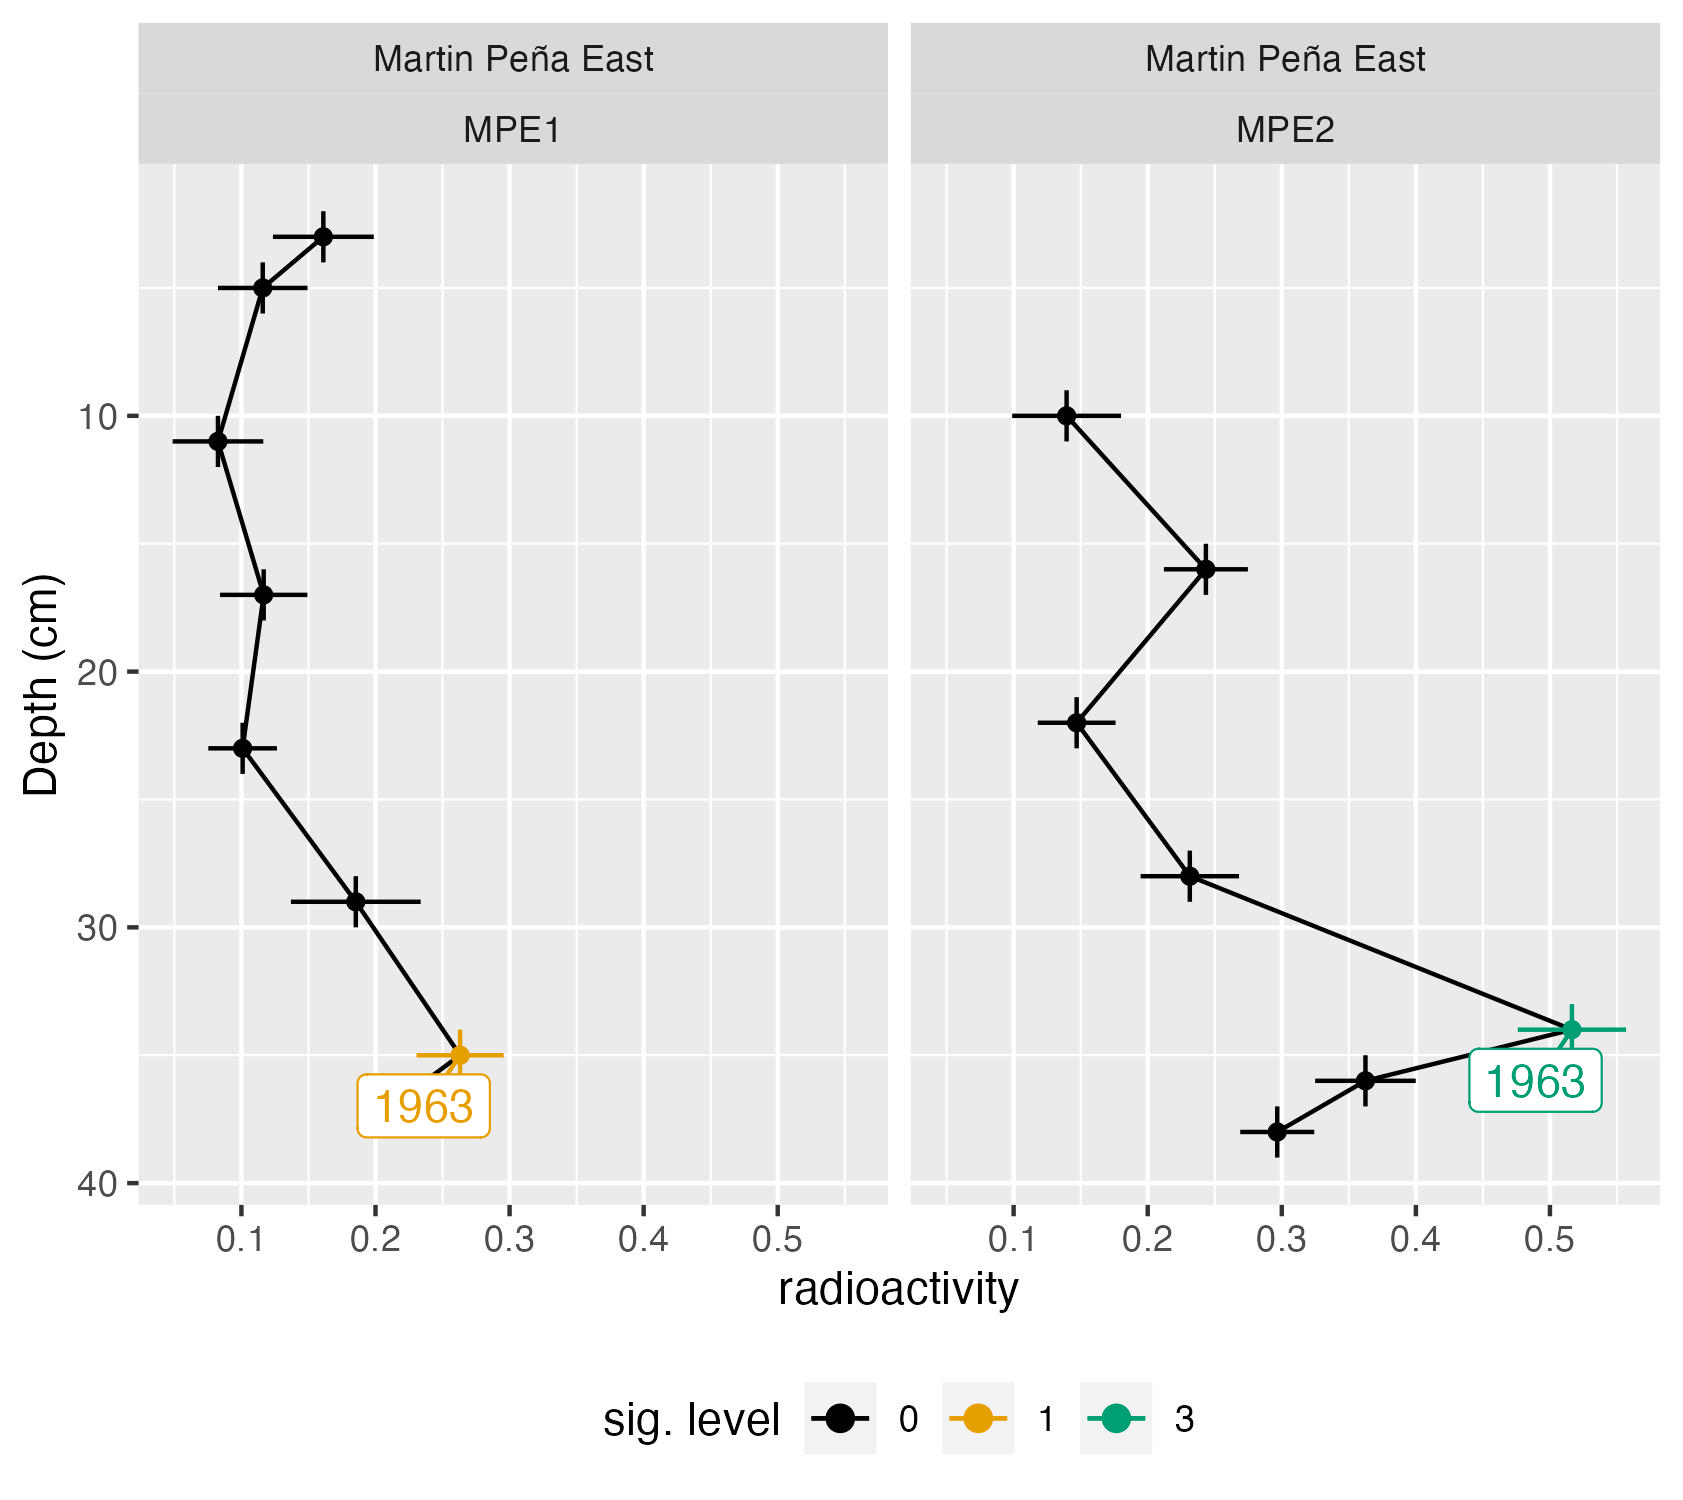 Martin Peña East
Martin Peña East
MPE1
MPE2
Depth (cm)
10
20
30
40
1963
1963
0.1 0.2 0.3 0.4 0.5
0.1 0.2 0.3 0.4 0.5
radioactivity
sig. level 0 1 3